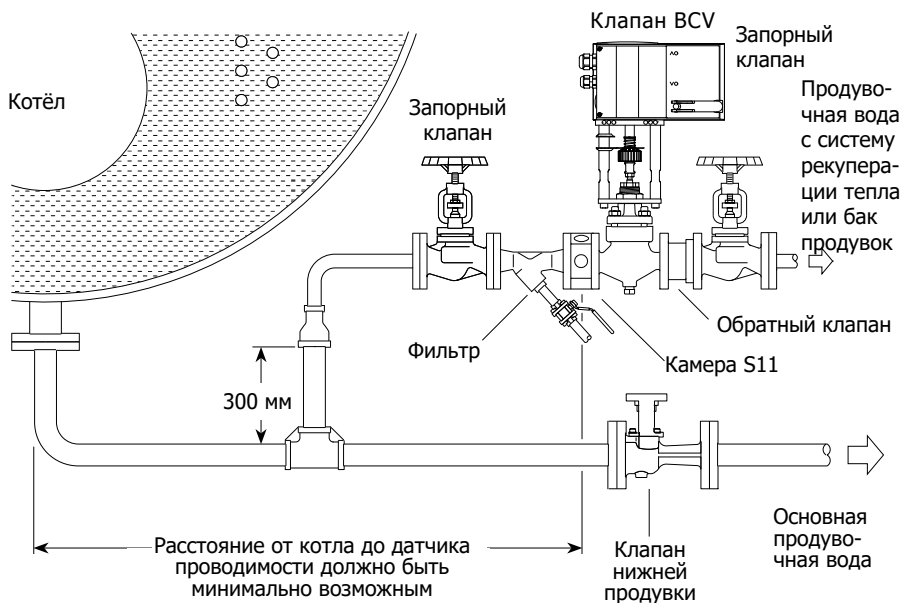 Клапан BCV
Запорный
клапан
Котёл
Запорный
клапан
Продуво-
чная вода
с систему
рекупера-
ции тепла
или бак
продувок
Обратный клапан
Фильтр
Камера S11
300 мм
Расстояние от котла до датчика
проводимости должно быть
минимально возможным
Клапан
нижней
продувки
Основная
продуво-
чная вода